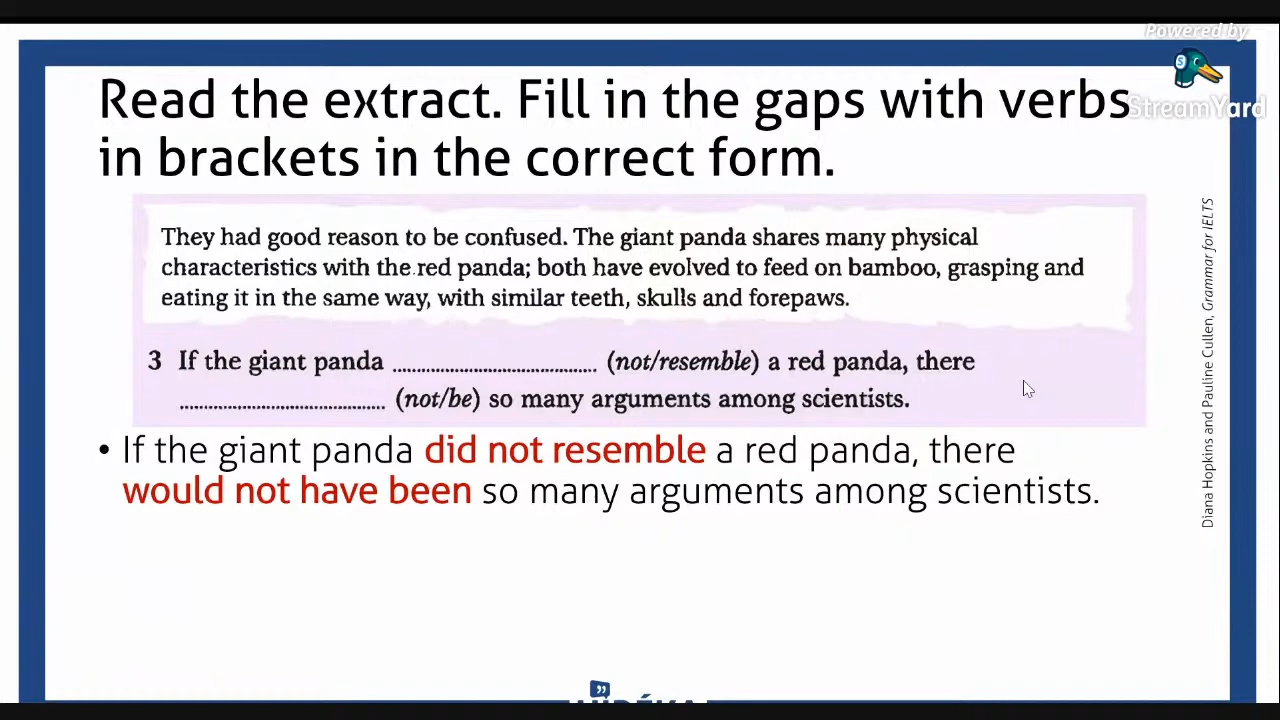 Powered by
StreamYard
Read the extract. Fill in the gaps with verbs
in brackets in the correct form.
They had good reason to be confused. The giant panda shares many physical
characteristics with the red panda; both have evolved to feed on bamboo, grasping and
eating it in the same way, with similar teeth, skulls and forepaws.
3 If the giant panda ........................................ (not/resemble) a red panda, there
........................................ (not/be) so many arguments among scientists.
• If the giant panda did not resemble a red panda, there
would not have been so many arguments among scientists.
Diana Hopkins and Pauline Cullen, Grammar for IELTS